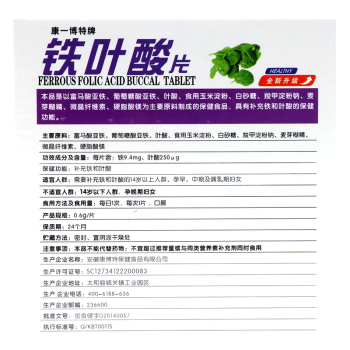 康一博特牌
铁叶酸片
FERROUS FOLIC ACID BUCCAL TABLET
HEALTHY
全新升级
本品是以富马酸亚铁、葡萄糖酸亚铁、叶酸、食用玉米淀粉、白砂糖、羧甲淀粉钠、麦
芽糊精、微晶纤维素、硬脂酸镁为主要原料制成的保健食品，具有补充铁和叶酸的保健
功能。
主要原料：富马酸亚铁、葡萄糖酸亚铁、叶酸、食用玉米淀粉、白砂糖、羧甲淀粉钠、麦芽糊精、
微晶纤维素、硬脂酸镁
功效成分及含量：每片含：铁9.4mg、叶酸250μg
保健功能：补充铁和叶酸
适宜人群：需要补充铁和叶酸的14岁以上人群、孕早、中期及哺乳期妇女
不适宜人群：14岁以下人群、孕晚期妇女
食用方法及食用量：每日1次，每次1片，口服
产品规格：0.6g/片
保质期：24个月
贮藏方法：密封、置阴凉干燥处
注意事项：本品不能代替药物；不宜超过推荐量或与同类营养素补充剂同时食用
生产企业名称：安徽康博特保健食品有限公司
生产许可证号：SC12734122200083
生产企业地址：太和县城关镇工业园区
生产企业电话：400-6188-636
生产企业邮编：236600
批准文号：国食健字G20140057
执行标准号：Q/KBT0011S